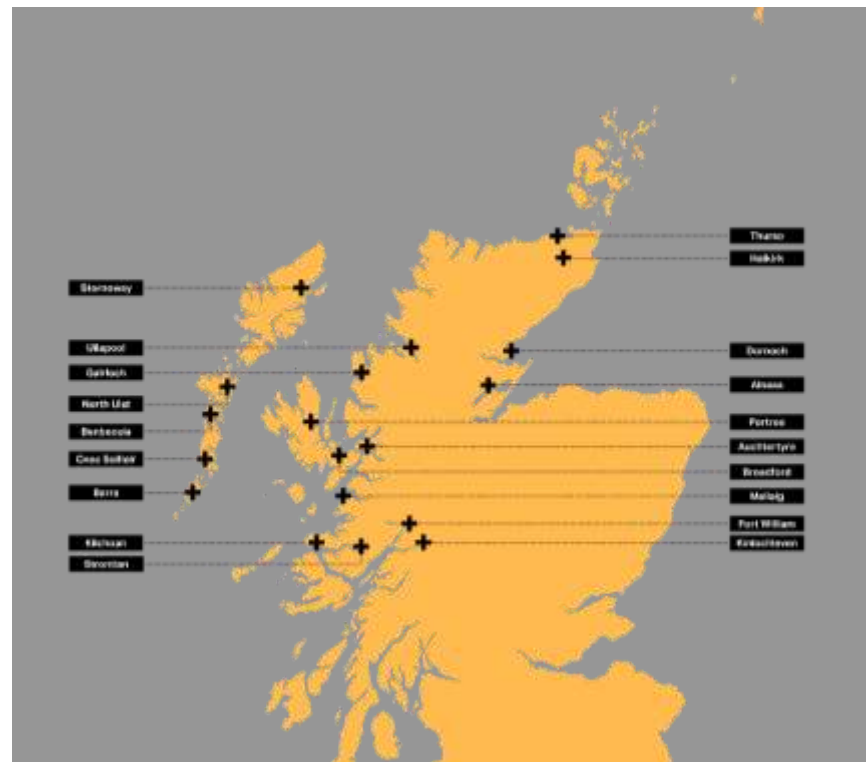 Thurso
Halkirk
Stornoway
Ullapool
Dornoch
Gairloch
Alness
North Uist
Portree
Benbecula
Auchtertyre
Broadford
Barra
Mallaig
Fort William
Kilchoan
Kinlochleven
Strontian